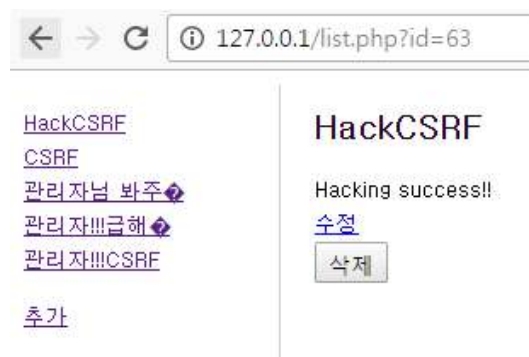 127.0.0.1/list.php?id=63
HackCSRF
CSRF
관리자님 봐주�
관리자!!!급해�
관리자!!!CSRF
추가
HackCSRF
Hacking success!!
수정
삭제